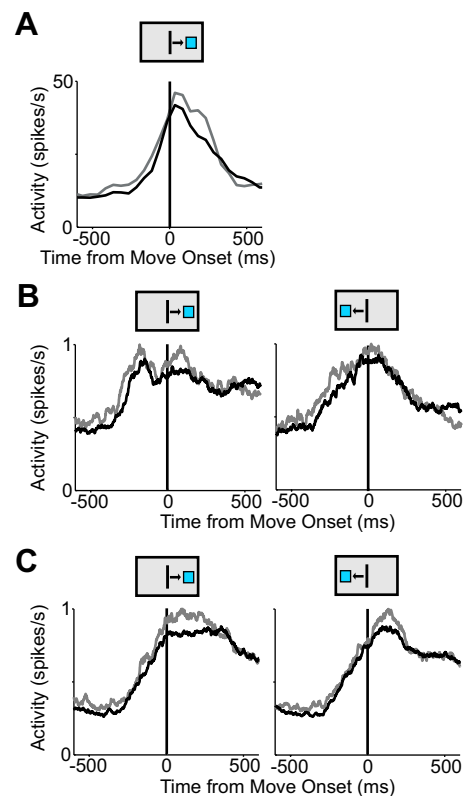 A
50
Activity (spikes/s)
0
-500 0 500
Time from Move Onset (ms)
B
1
Activity (spikes/s)
0
-500 0 500 -500 0 500
Time from Move Onset (ms)
C
1
Activity (spikes/s)
0
-500 0 500 -500 0 500
Time from Move Onset (ms)